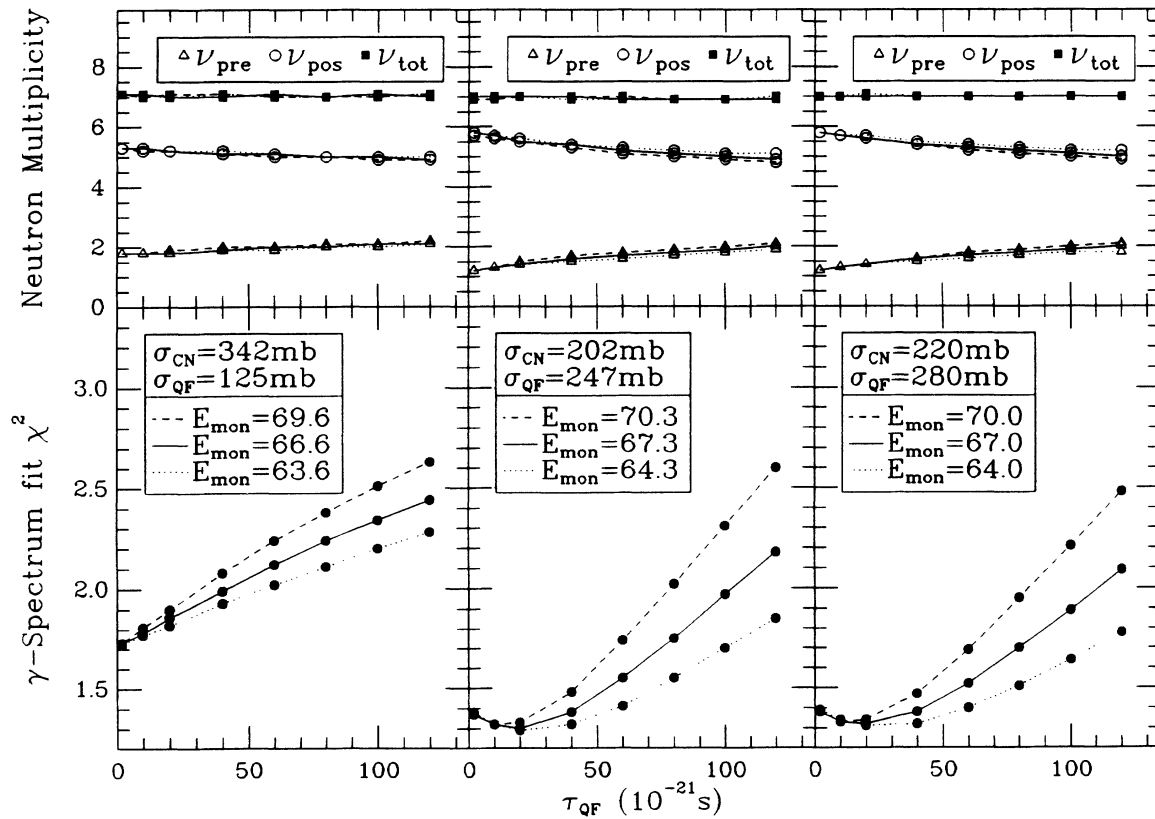 Neutron Multiplicity
8
6
4
2
0
△ ν_pre ○ ν_pos ■ ν_tot
△ ν_pre ○ ν_pos ■ ν_tot
△ ν_pre ○ ν_pos ■ ν_tot
γ-Spectrum fit χ²
3.0
2.5
2.0
1.5
σ_CN=342mb
σ_QF=125mb
E_mon=69.6
E_mon=66.6
E_mon=63.6
σ_CN=202mb
σ_QF=247mb
E_mon=70.3
E_mon=67.3
E_mon=64.3
σ_CN=220mb
σ_QF=280mb
E_mon=70.0
E_mon=67.0
E_mon=64.0
0 50 100 0 50 100 0 50 100
τ_QF (10⁻²¹s)